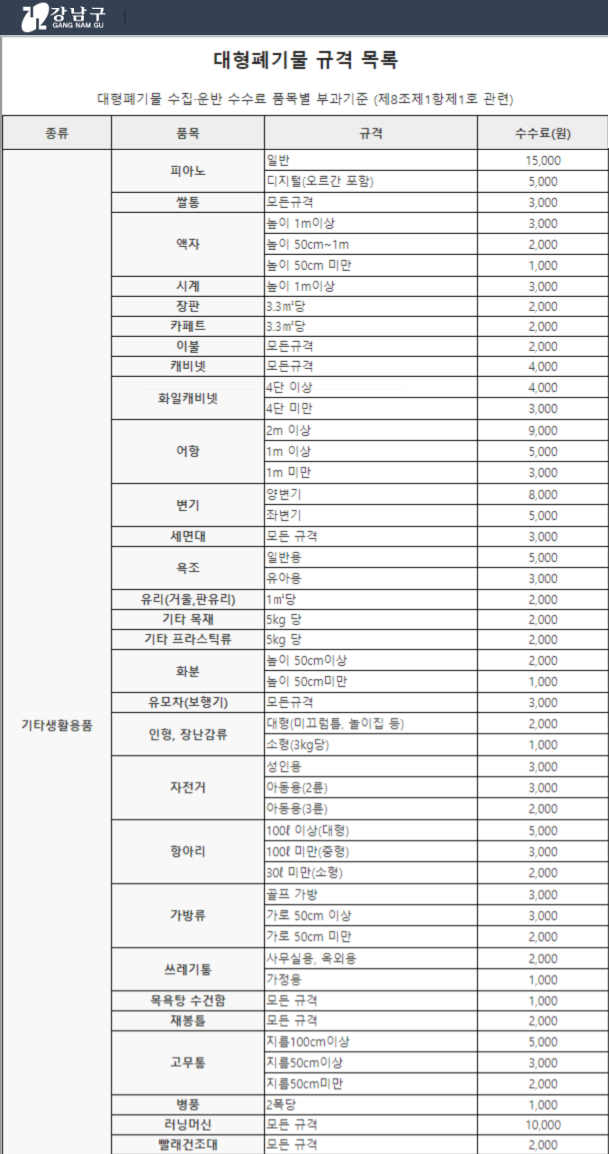 강남구
GANG NAM GU
대형폐기물 규격 목록
대형폐기물 수집·운반 수수료 품목별 부과기준 (제8조제1항제1호 관련)
종류 품목 규격 수수료(원)
기타생활용품
피아노 일반 15,000
디지털(오르간 포함) 5,000
쌀통 모든규격 3,000
액자 높이 1m이상 3,000
높이 50cm~1m 2,000
높이 50cm 미만 1,000
시계 높이 1m이상 3,000
장판 3.3㎡당 2,000
카페트 3.3㎡당 2,000
이불 모든규격 2,000
캐비넷 모든규격 4,000
화일캐비넷 4단 이상 4,000
4단 미만 3,000
어항 2m 이상 9,000
1m 이상 5,000
1m 미만 3,000
변기 양변기 8,000
좌변기 5,000
세면대 모든 규격 3,000
욕조 일반용 5,000
유아용 3,000
유리(거울,판유리) 1㎡당 2,000
기타 목재 5kg 당 2,000
기타 프라스틱류 5kg 당 2,000
화분 높이 50cm이상 2,000
높이 50cm미만 1,000
유모차(보행기) 모든규격 3,000
인형, 장난감류 대형(미끄럼틀, 놀이집 등) 2,000
소형(3kg당) 1,000
자전거 성인용 3,000
아동용(2륜) 3,000
아동용(3륜) 2,000
항아리 100ℓ 이상(대형) 5,000
100ℓ 미만(중형) 3,000
30ℓ 미만(소형) 2,000
가방류 골프 가방 3,000
가로 50cm 이상 3,000
가로 50cm 미만 2,000
쓰레기통 사무실용, 옥외용 2,000
가정용 1,000
목욕탕 수건함 모든 규격 1,000
재봉틀 모든 규격 2,000
고무통 지름100cm이상 5,000
지름50cm이상 3,000
지름50cm미만 2,000
병풍 2폭당 1,000
러닝머신 모든 규격 10,000
빨래건조대 모든 규격 2,000